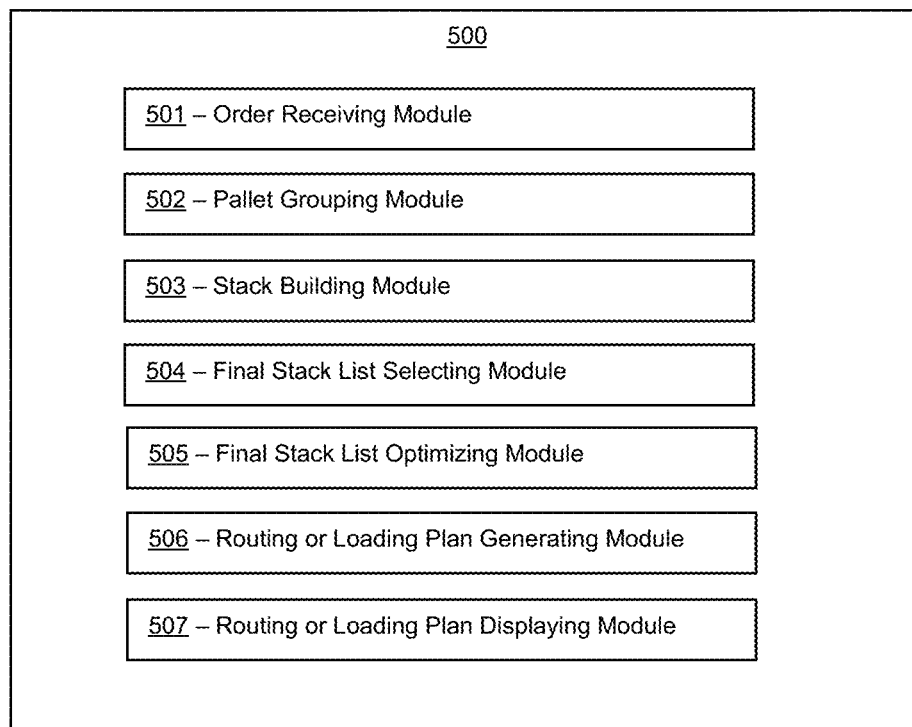 500
501 – Order Receiving Module
502 – Pallet Grouping Module
503 – Stack Building Module
504 – Final Stack List Selecting Module
505 – Final Stack List Optimizing Module
506 – Routing or Loading Plan Generating Module
507 – Routing or Loading Plan Displaying Module